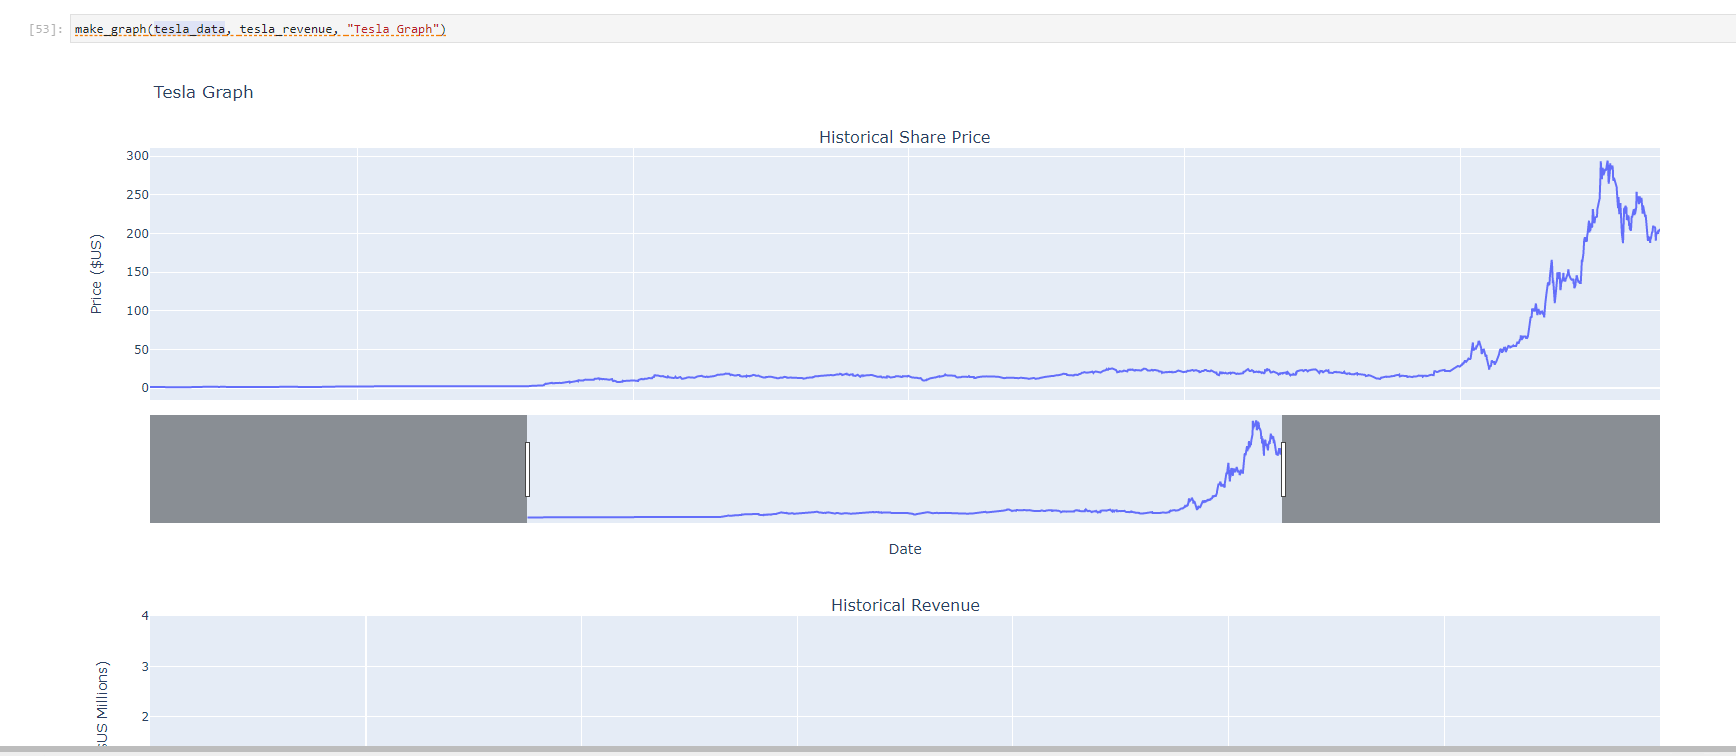 [53]: make_graph(tesla_data, tesla_revenue, "Tesla Graph")
Tesla Graph
Historical Share Price
300
250
200
150
100
50
0
Price ($US)
Date
Historical Revenue
4
3
2
$US Millions)